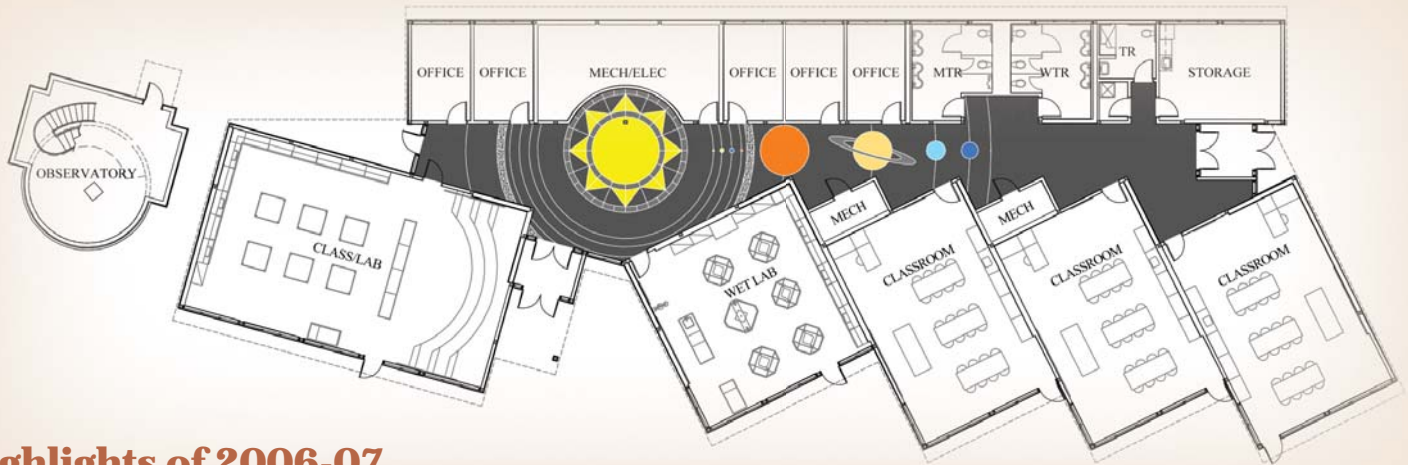 OFFICE
OFFICE
MECH/ELEC
OFFICE
OFFICE
OFFICE
MTR
WTR
TR
STORAGE
OBSERVATORY
CLASS/LAB
WET LAB
MECH
CLASSROOM
MECH
CLASSROOM
CLASSROOM
ghlights of 2006-07